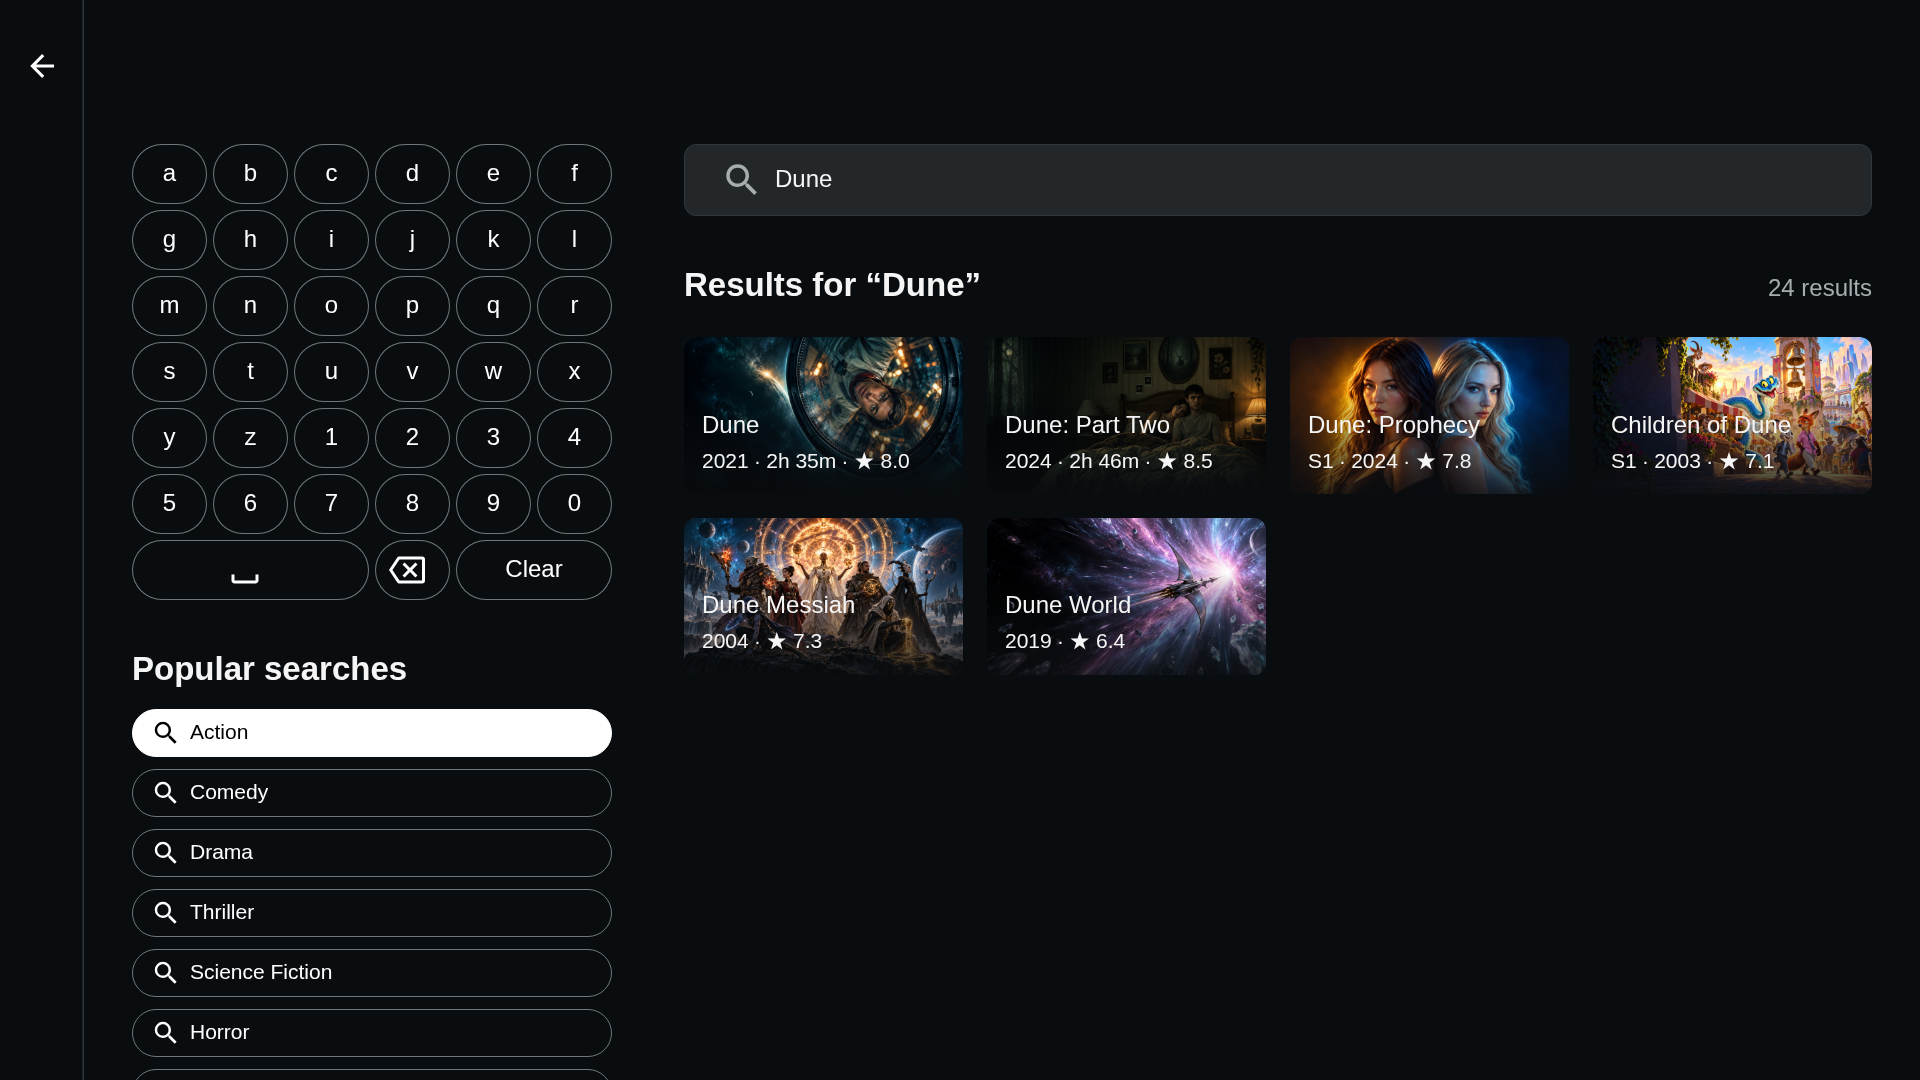 a b c d e f
g h i j k l
m n o p q r
s t u v w x
y z 1 2 3 4
5 6 7 8 9 0
Clear
Popular searches
Action
Comedy
Drama
Thriller
Science Fiction
Horror
Dune
Results for “Dune”
24 results
Dune
2021 · 2h 35m · ★ 8.0
Dune: Part Two
2024 · 2h 46m · ★ 8.5
Dune: Prophecy
S1 · 2024 · ★ 7.8
Children of Dune
S1 · 2003 · ★ 7.1
Dune Messiah
2004 · ★ 7.3
Dune World
2019 · ★ 6.4